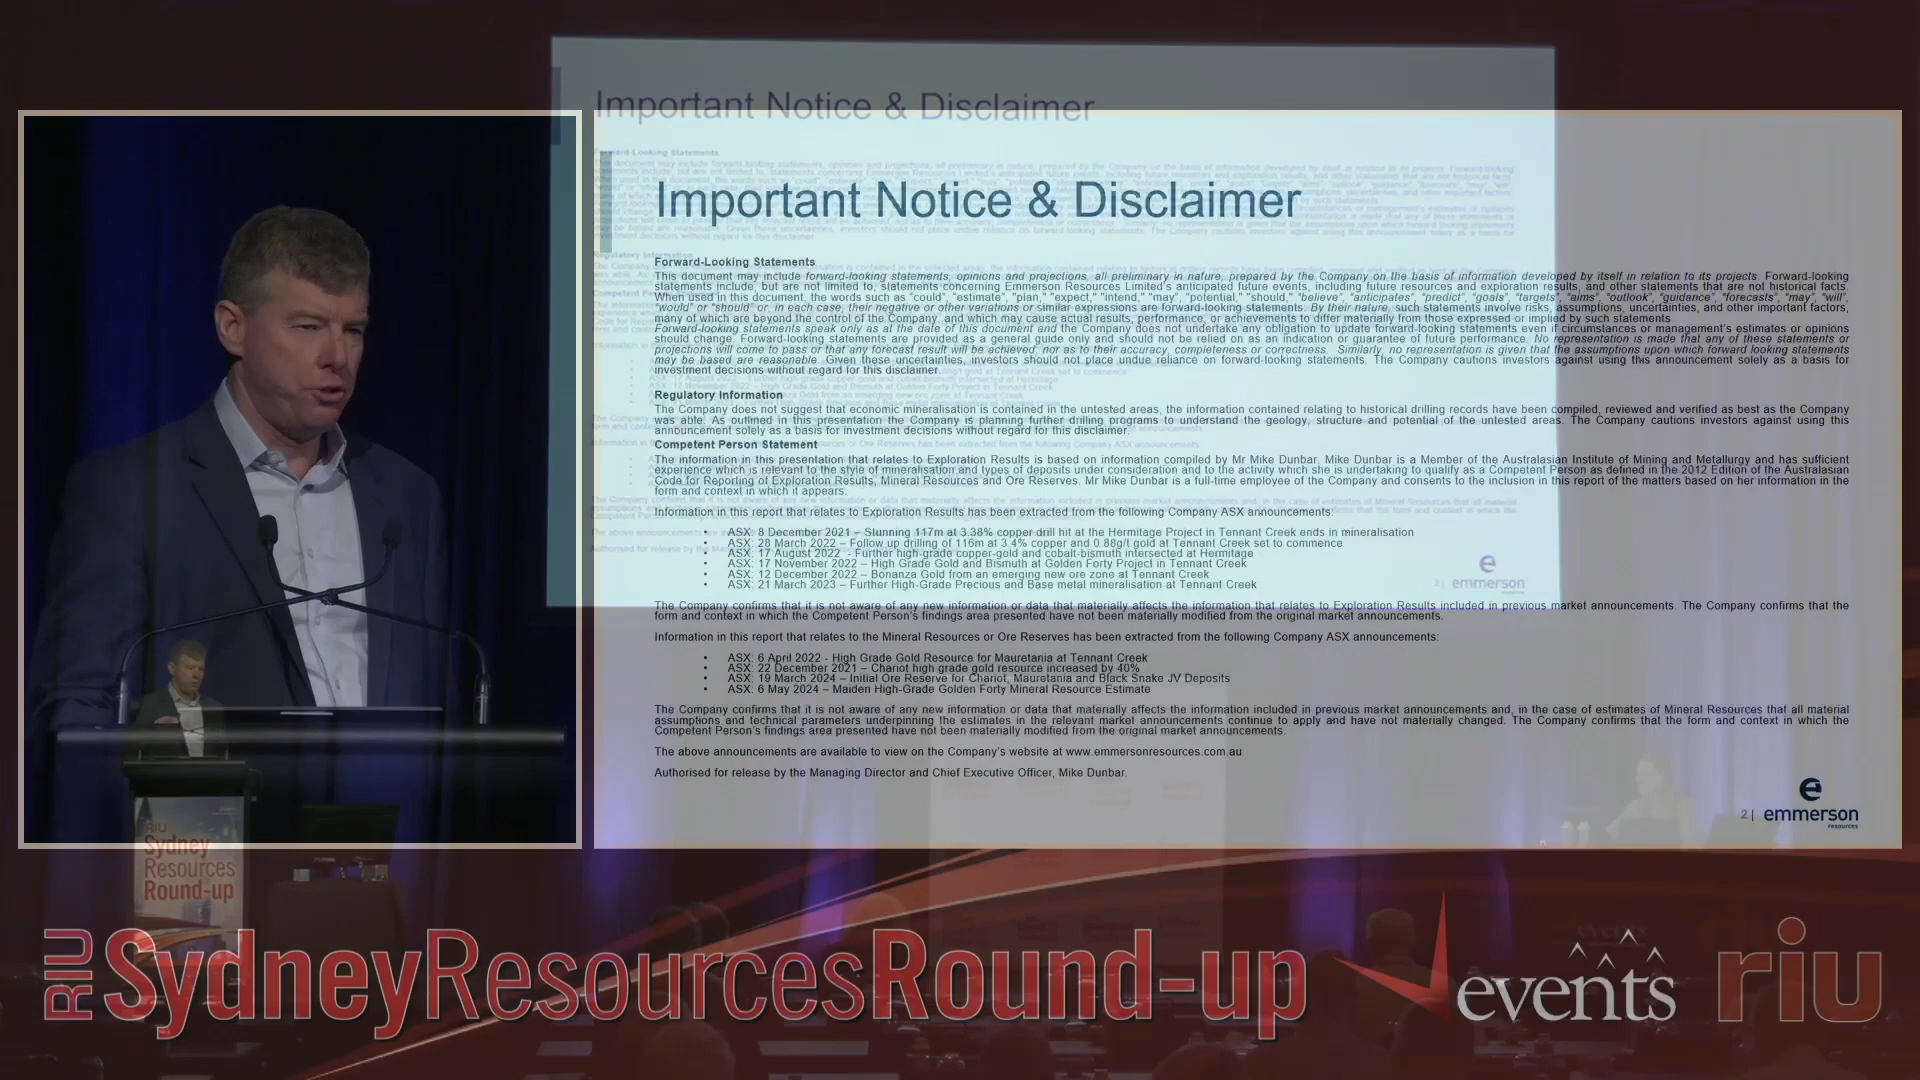 Important Notice & Disclaimer
Important Notice & Disclaimer
Forward-Looking Statements
This document may include forward-looking statements, opinions and projections, all preliminary in nature, prepared by the Company on the basis of information developed by itself in relation to its projects. Forward-looking
statements include, but are not limited to, statements concerning Emmerson Resources Limited's anticipated future events, including future resources and exploration results, and other statements that are not historical facts.
When used in this document, the words such as "could", "estimate", "plan," "expect," "intend," "may", "potential," "should," "believe", "anticipates", "predict", "goals", "targets", "aims", "outlook", "guidance", "forecasts", "may", "will",
"would" or "should" or, in each case, their negative or other variations or similar expressions are forward-looking statements. By their nature, such statements involve risks, assumptions, uncertainties, and other important factors,
many of which are beyond the control of the Company, and which may cause actual results, performance, or achievements to differ materially from those expressed or implied by such statements.
Forward-looking statements speak only as at the date of this document and the Company does not undertake any obligation to update forward-looking statements even if circumstances or management's estimates or opinions
should change. Forward-looking statements are provided as a general guide only and should not be relied on as an indication or guarantee of future performance. No representation is made that any of these statements or
projections will come to pass or that any forecast result will be achieved, nor as to their accuracy, completeness or correctness. Similarly, no representation is given that the assumptions upon which forward looking statements
may be based are reasonable. Given these uncertainties, investors should not place undue reliance on forward-looking statements. The Company cautions investors against using this announcement solely as a basis for
investment decisions without regard for this disclaimer.
Regulatory Information
The Company does not suggest that economic mineralisation is contained in the untested areas, the information contained relating to historical drilling records have been compiled, reviewed and verified as best as the Company
was able. As outlined in this presentation the Company is planning further drilling programs to understand the geology, structure and potential of the untested areas. The Company cautions investors against using this
announcement solely as a basis for investment decisions without regard for this disclaimer.
Competent Person Statement
The information in this presentation that relates to Exploration Results is based on information compiled by Mr Mike Dunbar. Mike Dunbar is a Member of the Australasian Institute of Mining and Metallurgy and has sufficient
experience which is relevant to the style of mineralisation and types of deposits under consideration and to the activity which she is undertaking to qualify as a Competent Person as defined in the 2012 Edition of the Australasian
Code for Reporting of Exploration Results, Mineral Resources and Ore Reserves. Mr Mike Dunbar is a full-time employee of the Company and consents to the inclusion in this report of the matters based on her information in the
form and context in which it appears.
Information in this report that relates to Exploration Results has been extracted from the following Company ASX announcements:
• ASX: 8 December 2021 – Stunning 117m at 3.38% copper drill hit at the Hermitage Project in Tennant Creek ends in mineralisation
• ASX: 28 March 2022 – Follow up drilling of 116m at 3.4% copper and 0.88g/t gold at Tennant Creek set to commence
• ASX: 17 August 2022 - Further high-grade copper-gold and cobalt-bismuth intersected at Hermitage
• ASX: 17 November 2022 – High Grade Gold and Bismuth at Golden Forty Project in Tennant Creek
• ASX: 12 December 2022 – Bonanza Gold from an emerging new ore zone at Tennant Creek
• ASX: 21 March 2023 – Further High-Grade Precious and Base metal mineralisation at Tennant Creek
The Company confirms that it is not aware of any new information or data that materially affects the information that relates to Exploration Results included in previous market announcements. The Company confirms that the
form and context in which the Competent Person's findings area presented have not been materially modified from the original market announcements.
Information in this report that relates to the Mineral Resources or Ore Reserves has been extracted from the following Company ASX announcements:
• ASX: 6 April 2022 - High Grade Gold Resource for Mauretania at Tennant Creek
• ASX: 22 December 2021 – Chariot high grade gold resource increased by 40%
• ASX: 19 March 2024 – Initial Ore Reserve for Chariot, Mauretania and Black Snake JV Deposits
• ASX: 6 May 2024 – Maiden High-Grade Golden Forty Mineral Resource Estimate
The Company confirms that it is not aware of any new information or data that materially affects the information included in previous market announcements and, in the case of estimates of Mineral Resources that all material
assumptions and technical parameters underpinning the estimates in the relevant market announcements continue to apply and have not materially changed. The Company confirms that the form and context in which the
Competent Person's findings area presented have not been materially modified from the original market announcements.
The above announcements are available to view on the Company's website at www.emmersonresources.com.au
Authorised for release by the Managing Director and Chief Executive Officer, Mike Dunbar.
2 | emmerson
resources
2 | emmerson
RIU
Sydney
Resources
Round-up
RIU SydneyResourcesRound-up
events riu